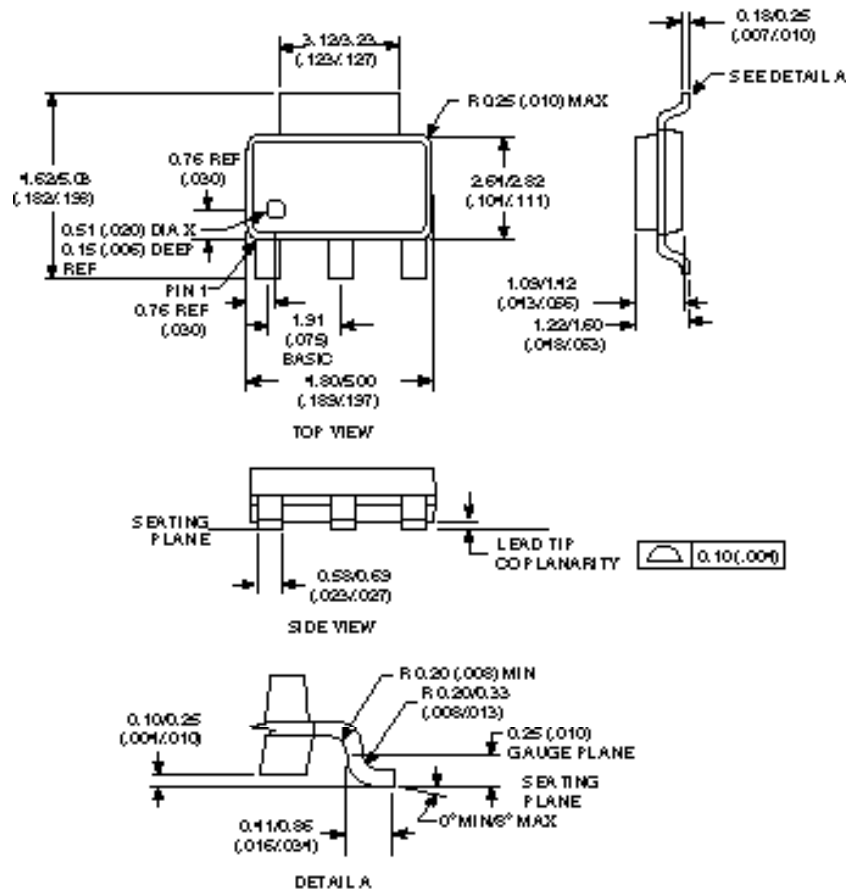 3.12/3.23
(.123/.127)
0.18/0.25
(.007/.010)
SEE DETAIL A
R 0.25 (.010) MAX
0.76 REF
(.030)
4.62/5.03
(.182/.198)
2.64/2.82
(.104/.111)
0.51 (.020) DIA X
0.15 (.006) DEEP
REF
PIN 1
0.76 REF
(.030)
1.91
(.075)
BASIC
1.09/1.42
(.043/.056)
1.22/1.60
(.048/.063)
4.80/5.00
(.189/.197)
TOP VIEW
SEATING
PLANE
LEAD TIP
COPLANARITY
0.10 (.004)
0.58/0.69
(.023/.027)
SIDE VIEW
R 0.20 (.008) MIN
R 0.20/0.33
(.008/.013)
0.10/0.25
(.004/.010)
0.25 (.010)
GAUGE PLANE
SEATING
PLANE
0° MIN/8° MAX
0.41/0.86
(.016/.034)
DETAIL A